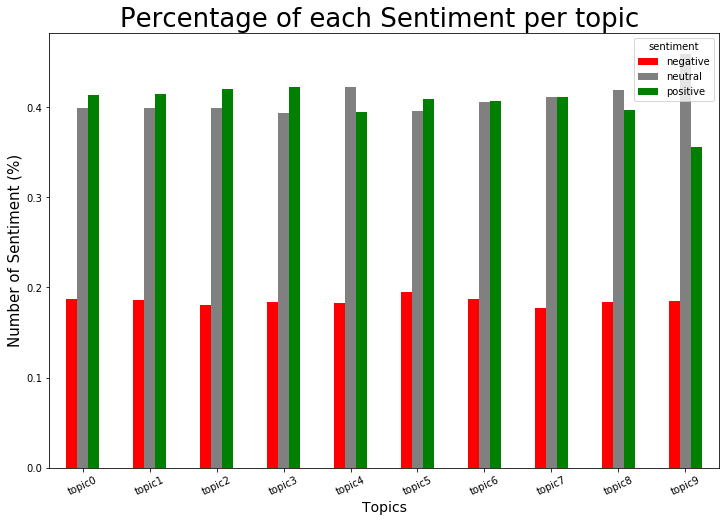 Percentage of each Sentiment per topic
sentiment
negative
neutral
positive
Number of Sentiment (%)
0.4
0.3
0.2
0.1
0.0
topic0 topic1 topic2 topic3 topic4 topic5 topic6 topic7 topic8 topic9
Topics